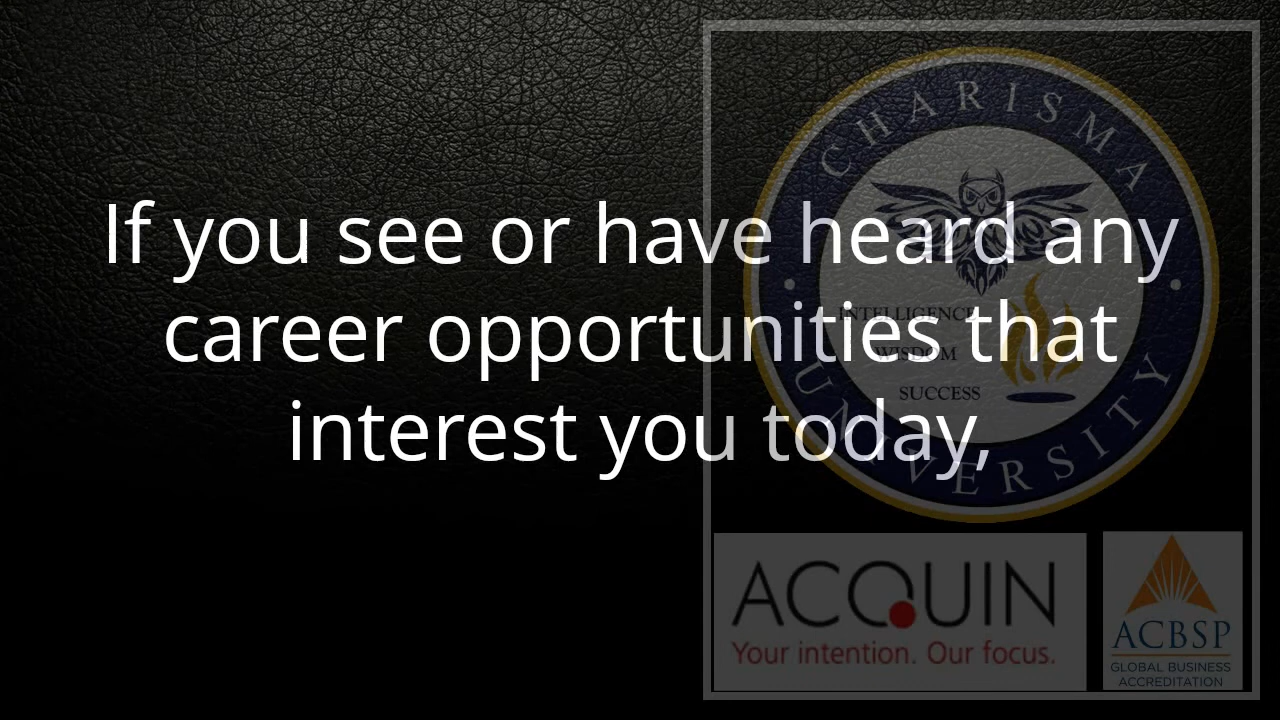 If you see or have heard any
career opportunities that
interest you today,
CHARISMA
UNIVERSITY
INTELLIGENCE
WISDOM
SUCCESS
ACQUIN
Your intention. Our focus.
ACBSP
GLOBAL BUSINESS
ACCREDITATION